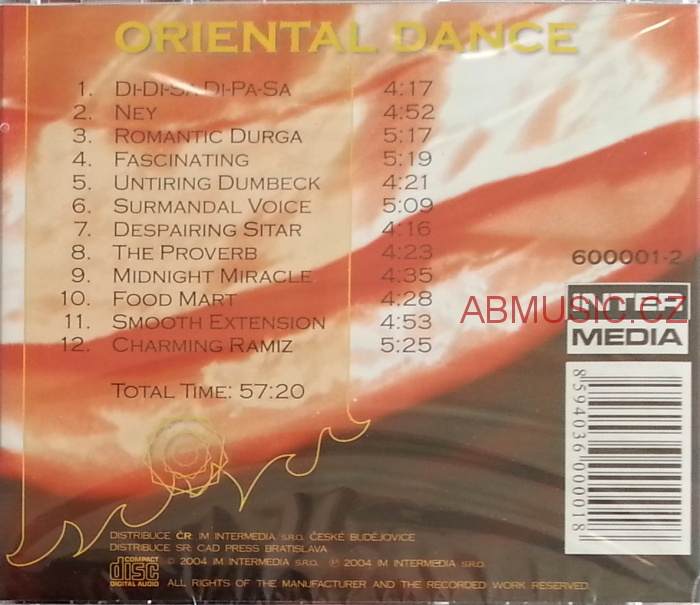 ORIENTAL DANCE
1. DI-DI-SA DI-PA-SA 4:17
2. NEY 4:52
3. ROMANTIC DURGA 5:17
4. FASCINATING 5:19
5. UNTIRING DUMBECK 4:21
6. SURMANDAL VOICE 5:09
7. DESPAIRING SITAR 4:16
8. THE PROVERB 4:23
9. MIDNIGHT MIRACLE 4:35
10. FOOD MART 4:28
11. SMOOTH EXTENSION 4:53
12. CHARMING RAMIZ 5:25
TOTAL TIME: 57:20
600001-2
ABMUSIC.CZ
INTER
MEDIA
8594036000018
DISTRIBUCE ČR: IM INTERMEDIA S.R.O. ČESKÉ BUDĚJOVICE
DISTRIBUCE SR: CAD PRESS BRATISLAVA
© 2004 IM INTERMEDIA S.R.O. ℗ 2004 IM INTERMEDIA S.R.O.
COMPACT
disc
DIGITAL AUDIO
ALL RIGHTS OF THE MANUFACTURER AND THE RECORDED WORK RESERVED.